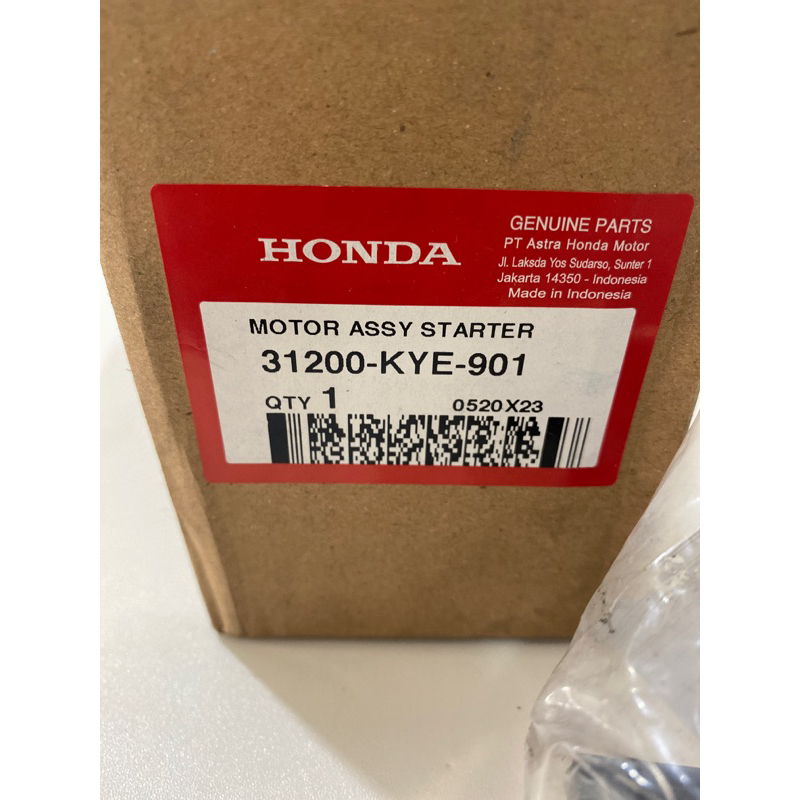 HONDA
GENUINE PARTS
PT Astra Honda Motor
Jl. Laksda Yos Sudarso, Sunter 1
Jakarta 14350 - Indonesia
Made in Indonesia
MOTOR ASSY STARTER
31200-KYE-901
QTY 1
0520X23